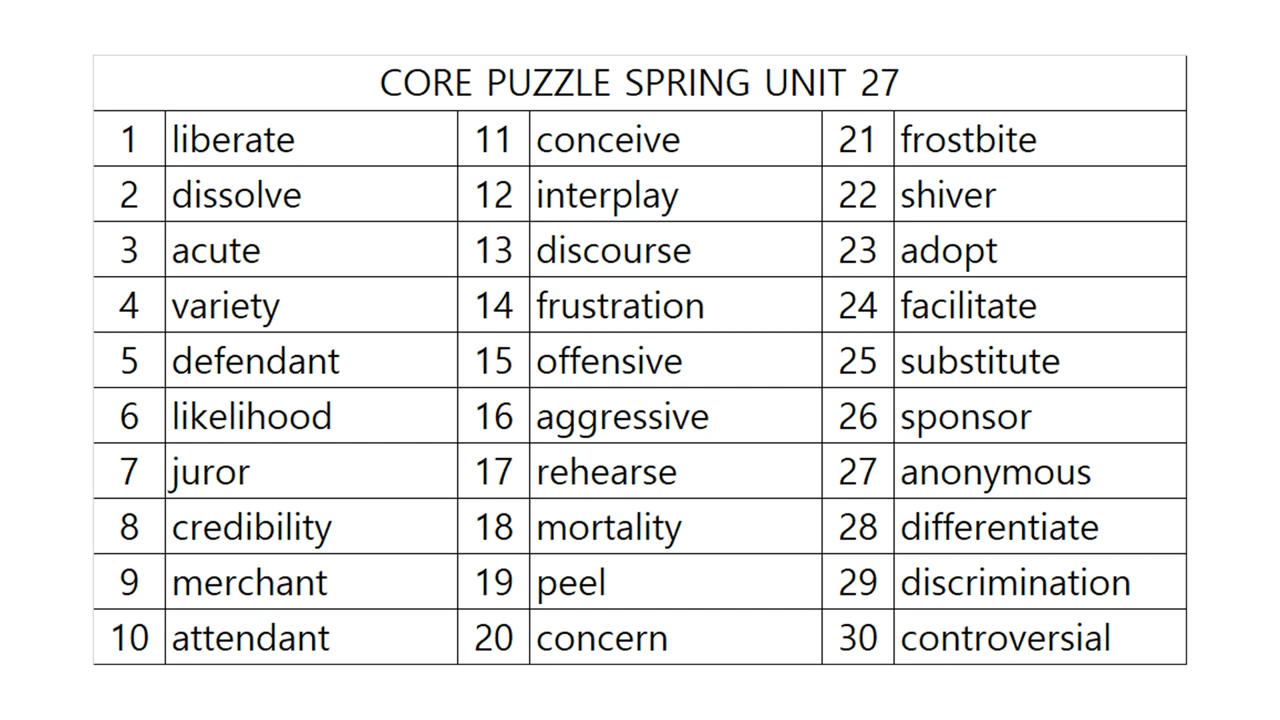 CORE PUZZLE SPRING UNIT 27
1 liberate 11 conceive 21 frostbite
2 dissolve 12 interplay 22 shiver
3 acute 13 discourse 23 adopt
4 variety 14 frustration 24 facilitate
5 defendant 15 offensive 25 substitute
6 likelihood 16 aggressive 26 sponsor
7 juror 17 rehearse 27 anonymous
8 credibility 18 mortality 28 differentiate
9 merchant 19 peel 29 discrimination
10 attendant 20 concern 30 controversial